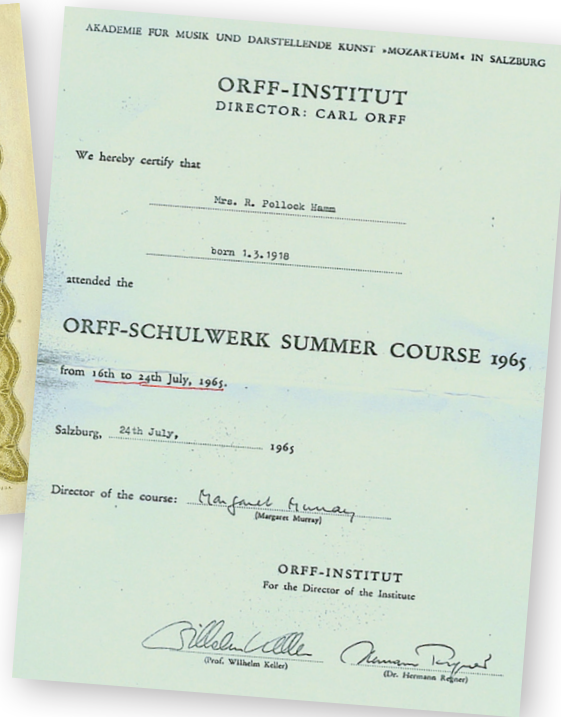 AKADEMIE FÜR MUSIK UND DARSTELLENDE KUNST »MOZARTEUM« IN SALZBURG
ORFF-INSTITUT
DIRECTOR: CARL ORFF
We hereby certify that
Mrs. R. Pollock Hamm
born 1.3.1918
attended the
ORFF-SCHULWERK SUMMER COURSE 1965
from 16th to 24th July, 1965.
Salzburg, 24th July, 1965
Director of the course: Margaret Murray
(Margaret Murray)
ORFF-INSTITUT
For the Director of the Institute
Wilhelm Keller Hermann Regner
(Prof. Wilhelm Keller) (Dr. Hermann Regner)